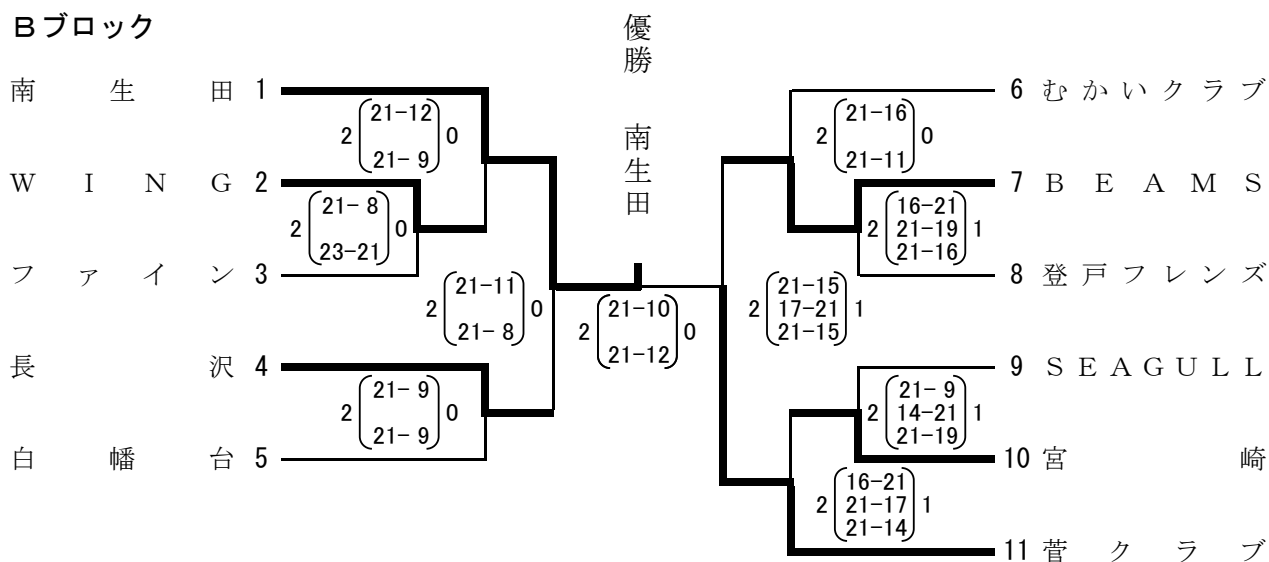 Bブロック
優勝 南生田
南生田 1
2 21-12 0
21- 9
WING 2
2 21- 8 0
23-21
ファイン 3
2 21-11 0
21- 8
長沢 4
2 21- 9 0
21- 9
白幡台 5
2 21-10 0
21-12
6 むかいクラブ
2 21-16 0
21-11
7 BEAMS
16-21
2 21-19 1
21-16
8 登戸フレンズ
21-15
2 17-21 1
21-15
9 SEAGULL
21- 9
2 14-21 1
21-19
10 宮崎
16-21
2 21-17 1
21-14
11 菅クラブ